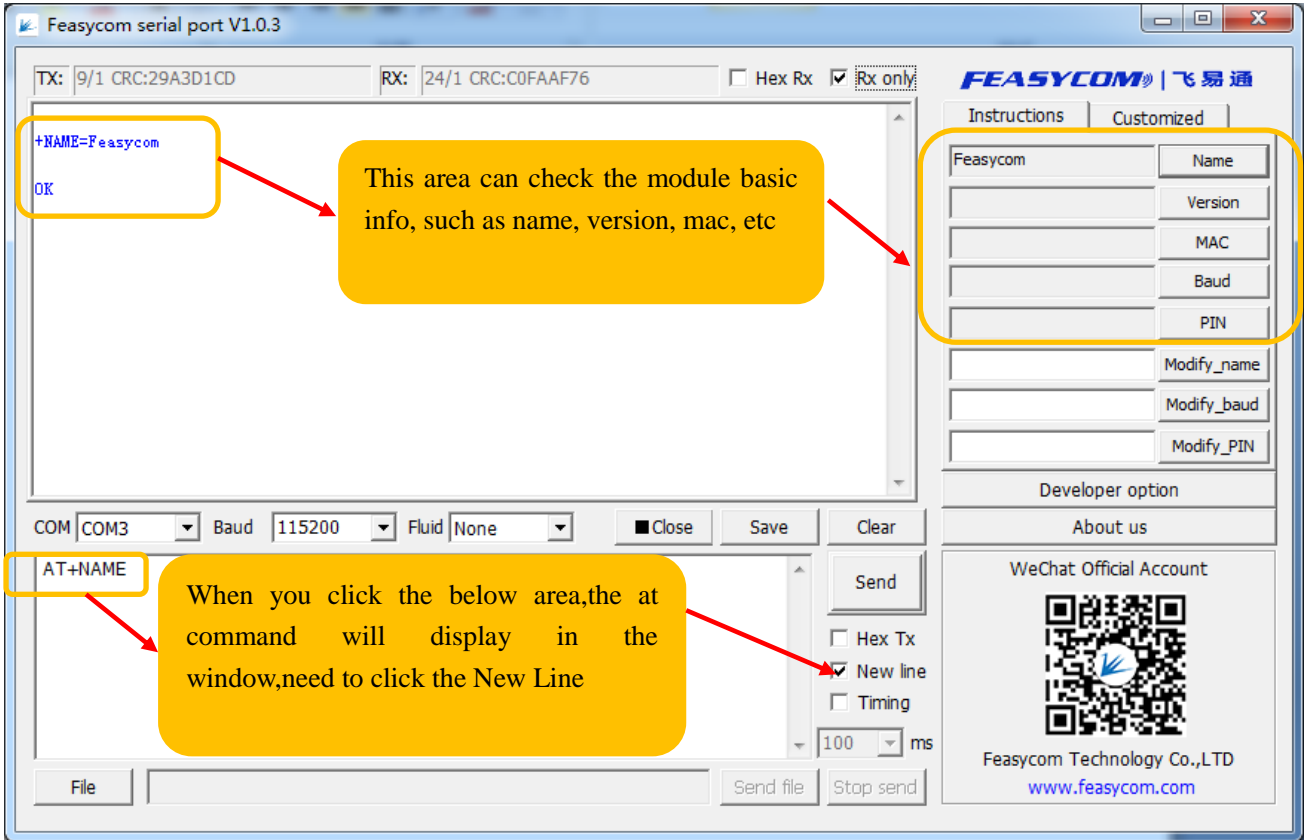 Feasycom serial port V1.0.3
TX: 9/1 CRC:29A3D1CD RX: 24/1 CRC:C0FAAF76 Hex Rx Rx only
FEASYCOM | 飞易通
Instructions Customized
+NAME=Feasycom
OK
This area can check the module basic
info, such as name, version, mac, etc
Feasycom Name
Version
MAC
Baud
PIN
Modify_name
Modify_baud
Modify_PIN
Developer option
About us
COM COM3 Baud 115200 Fluid None Close Save Clear
AT+NAME
When you click the below area,the at
command will display in the
window,need to click the New Line
Send
Hex Tx
New line
Timing
100 ms
File Send file Stop send
WeChat Official Account
Feasycom Technology Co.,LTD
www.feasycom.com